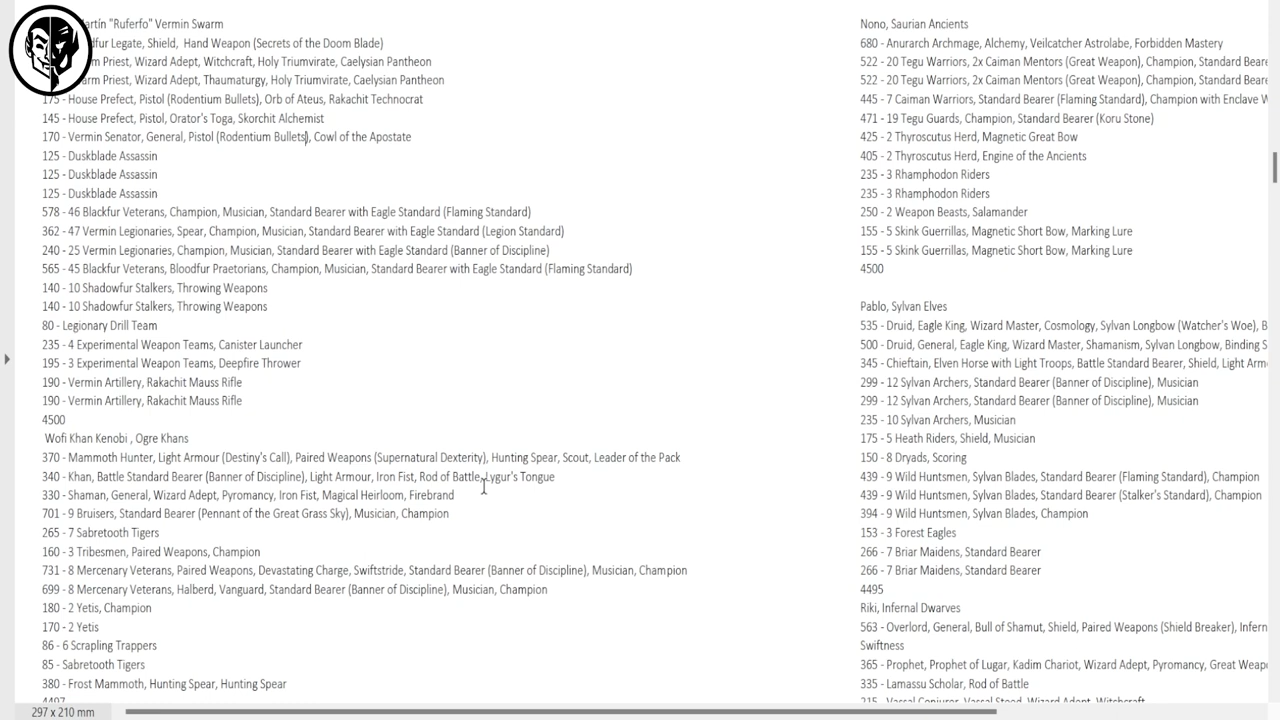 "Ruferfo" Vermin Swarm
Legate, Shield, Hand Weapon (Secrets of the Doom Blade)
Priest, Wizard Adept, Witchcraft, Holy Triumvirate, Caelysian Pantheon
Priest, Wizard Adept, Thaumaturgy, Holy Triumvirate, Caelysian Pantheon
175 - House Prefect, Pistol (Rodentium Bullets), Orb of Ateus, Rakachit Technocrat
145 - House Prefect, Pistol, Orator's Toga, Skorchit Alchemist
170 - Vermin Senator, General, Pistol (Rodentium Bullets), Cowl of the Apostate
125 - Duskblade Assassin
125 - Duskblade Assassin
125 - Duskblade Assassin
578 - 46 Blackfur Veterans, Champion, Musician, Standard Bearer with Eagle Standard (Flaming Standard)
362 - 47 Vermin Legionaries, Spear, Champion, Musician, Standard Bearer with Eagle Standard (Legion Standard)
240 - 25 Vermin Legionaries, Champion, Musician, Standard Bearer with Eagle Standard (Banner of Discipline)
565 - 45 Blackfur Veterans, Bloodfur Praetorians, Champion, Musician, Standard Bearer with Eagle Standard (Flaming Standard)
140 - 10 Shadowfur Stalkers, Throwing Weapons
140 - 10 Shadowfur Stalkers, Throwing Weapons
80 - Legionary Drill Team
235 - 4 Experimental Weapon Teams, Canister Launcher
195 - 3 Experimental Weapon Teams, Deepfire Thrower
190 - Vermin Artillery, Rakachit Mauss Rifle
190 - Vermin Artillery, Rakachit Mauss Rifle
4500
Wofi Khan Kenobi , Ogre Khans
370 - Mammoth Hunter, Light Armour (Destiny's Call), Paired Weapons (Supernatural Dexterity), Hunting Spear, Scout, Leader of the Pack
340 - Khan, Battle Standard Bearer (Banner of Discipline), Light Armour, Iron Fist, Rod of Battle, Lygur's Tongue
330 - Shaman, General, Wizard Adept, Pyromancy, Iron Fist, Magical Heirloom, Firebrand
701 - 9 Bruisers, Standard Bearer (Pennant of the Great Grass Sky), Musician, Champion
265 - 7 Sabretooth Tigers
160 - 3 Tribesmen, Paired Weapons, Champion
731 - 8 Mercenary Veterans, Paired Weapons, Devastating Charge, Swiftstride, Standard Bearer (Banner of Discipline), Musician, Champion
699 - 8 Mercenary Veterans, Halberd, Vanguard, Standard Bearer (Banner of Discipline), Musician, Champion
180 - 2 Yetis, Champion
170 - 2 Yetis
86 - 6 Scrapling Trappers
85 - Sabretooth Tigers
380 - Frost Mammoth, Hunting Spear, Hunting Spear
4497
Nono, Saurian Ancients
680 - Anurarch Archmage, Alchemy, Veilcatcher Astrolabe, Forbidden Mastery
522 - 20 Tegu Warriors, 2x Caiman Mentors (Great Weapon), Champion, Standard
522 - 20 Tegu Warriors, 2x Caiman Mentors (Great Weapon), Champion, Standard
445 - 7 Caiman Warriors, Standard Bearer (Flaming Standard), Champion with Enclave
471 - 19 Tegu Guards, Champion, Standard Bearer (Koru Stone)
425 - 2 Thyroscutus Herd, Magnetic Great Bow
405 - 2 Thyroscutus Herd, Engine of the Ancients
235 - 3 Rhamphodon Riders
235 - 3 Rhamphodon Riders
250 - 2 Weapon Beasts, Salamander
155 - 5 Skink Guerrillas, Magnetic Short Bow, Marking Lure
155 - 5 Skink Guerrillas, Magnetic Short Bow, Marking Lure
4500
Pablo, Sylvan Elves
535 - Druid, Eagle King, Wizard Master, Cosmology, Sylvan Longbow (Watcher's Woe),
500 - Druid, General, Eagle King, Wizard Master, Shamanism, Sylvan Longbow, Binding
345 - Chieftain, Elven Horse with Light Troops, Battle Standard Bearer, Shield, Light
299 - 12 Sylvan Archers, Standard Bearer (Banner of Discipline), Musician
299 - 12 Sylvan Archers, Standard Bearer (Banner of Discipline), Musician
235 - 10 Sylvan Archers, Musician
175 - 5 Heath Riders, Shield, Musician
150 - 8 Dryads, Scoring
439 - 9 Wild Huntsmen, Sylvan Blades, Standard Bearer (Flaming Standard), Champion
439 - 9 Wild Huntsmen, Sylvan Blades, Standard Bearer (Stalker's Standard), Champion
394 - 9 Wild Huntsmen, Sylvan Blades, Champion
153 - 3 Forest Eagles
266 - 7 Briar Maidens, Standard Bearer
266 - 7 Briar Maidens, Standard Bearer
4495
Riki, Infernal Dwarves
563 - Overlord, General, Bull of Shamut, Shield, Paired Weapons (Shield Breaker),
Swiftness
365 - Prophet, Prophet of Lugar, Kadim Chariot, Wizard Adept, Pyromancy, Great
335 - Lamassu Scholar, Rod of Battle
215 - Vassal Conjurer, Vassal Steed, Wizard Adept, Witchcraft
297 x 210 mm